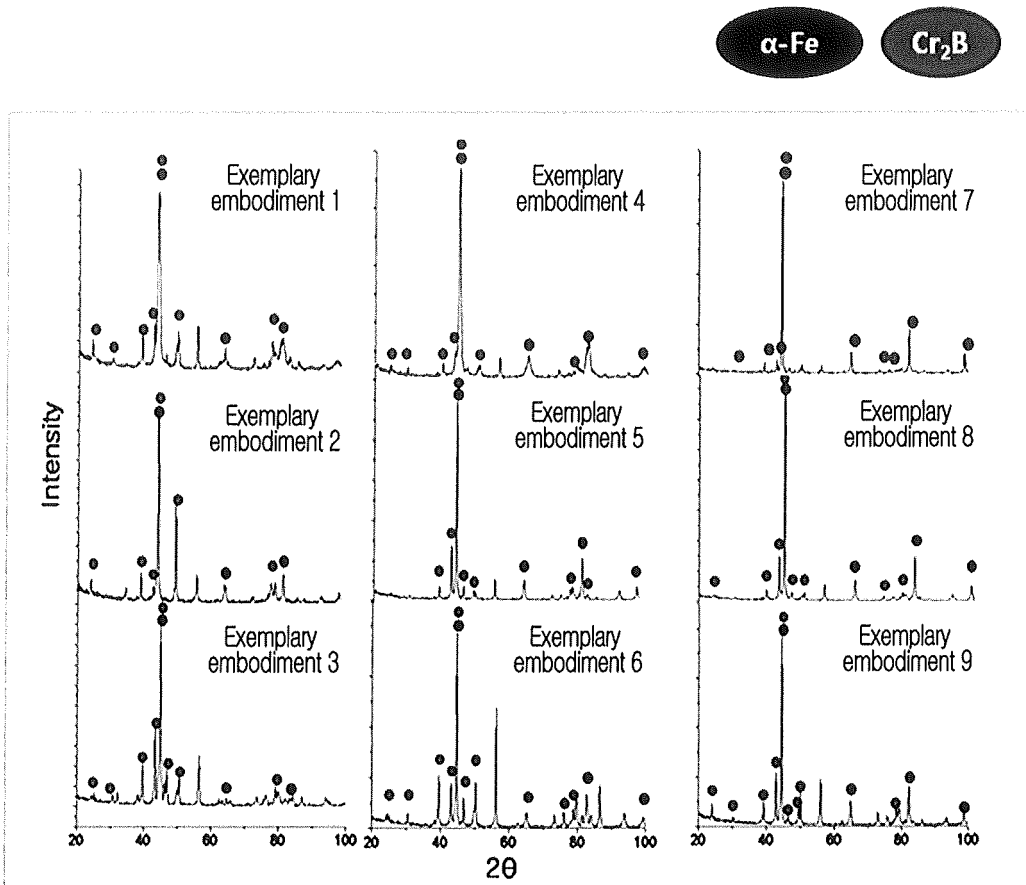 α-Fe Cr₂B
Exemplary
embodiment 1
Exemplary
embodiment 4
Exemplary
embodiment 7
Exemplary
embodiment 2
Exemplary
embodiment 5
Exemplary
embodiment 8
Exemplary
embodiment 3
Exemplary
embodiment 6
Exemplary
embodiment 9
Intensity
20 40 60 80 100
20 40 60 80 100
20 40 60 80 100
2θ